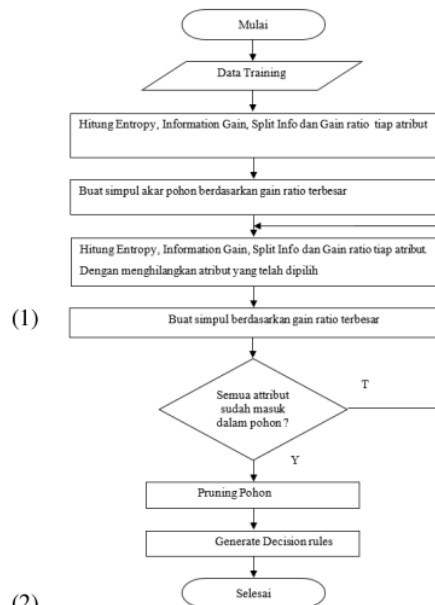 Mulai
Data Training
Hitung Entropy, Information Gain, Split Info dan Gain ratio tiap atribut
Buat simpul akar pohon berdasarkan gain ratio terbesar
Hitung Entropy, Information Gain, Split Info dan Gain ratio tiap atribut.
Dengan menghilangkan atribut yang telah dipilih
(1)
Buat simpul berdasarkan gain ratio terbesar
Semua attribut
sudah masuk
dalam pohon ?
T
Y
Pruning Pohon
Generate Decision rules
Selesai
(2)